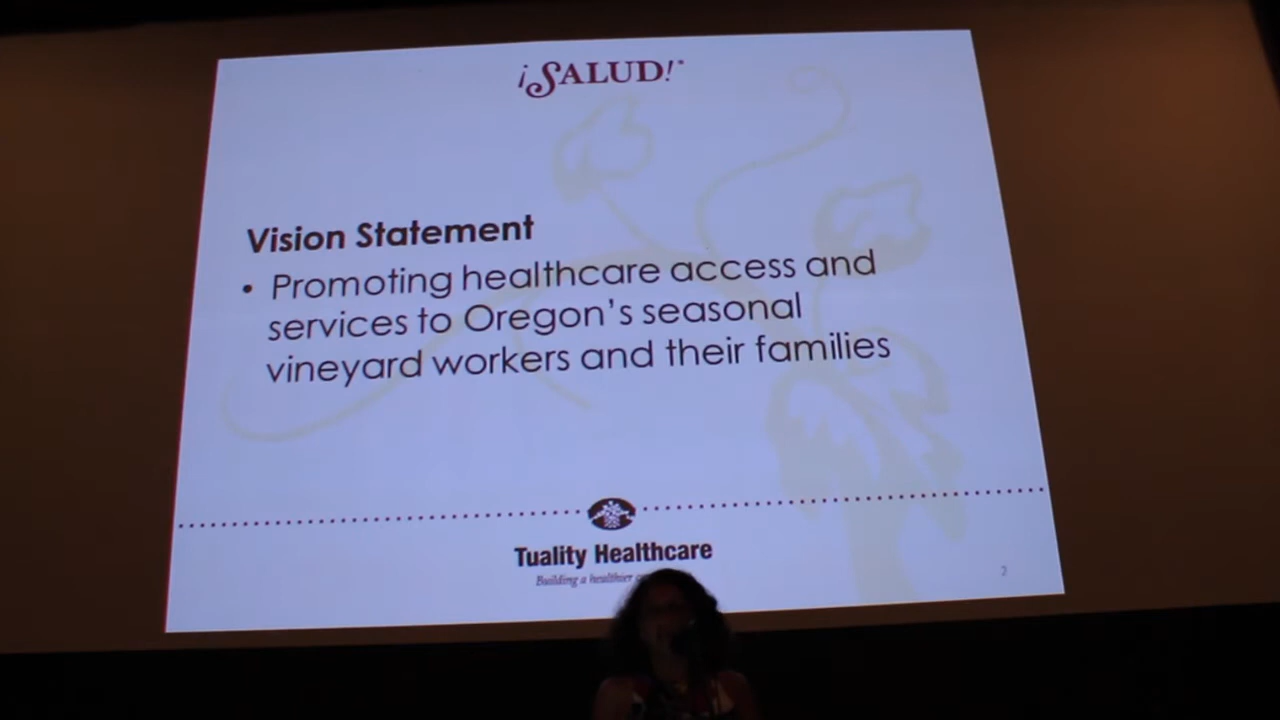 ¡SALUD!
Vision Statement
• Promoting healthcare access and
services to Oregon's seasonal
vineyard workers and their families
Tuality Healthcare
Building a healthier
2